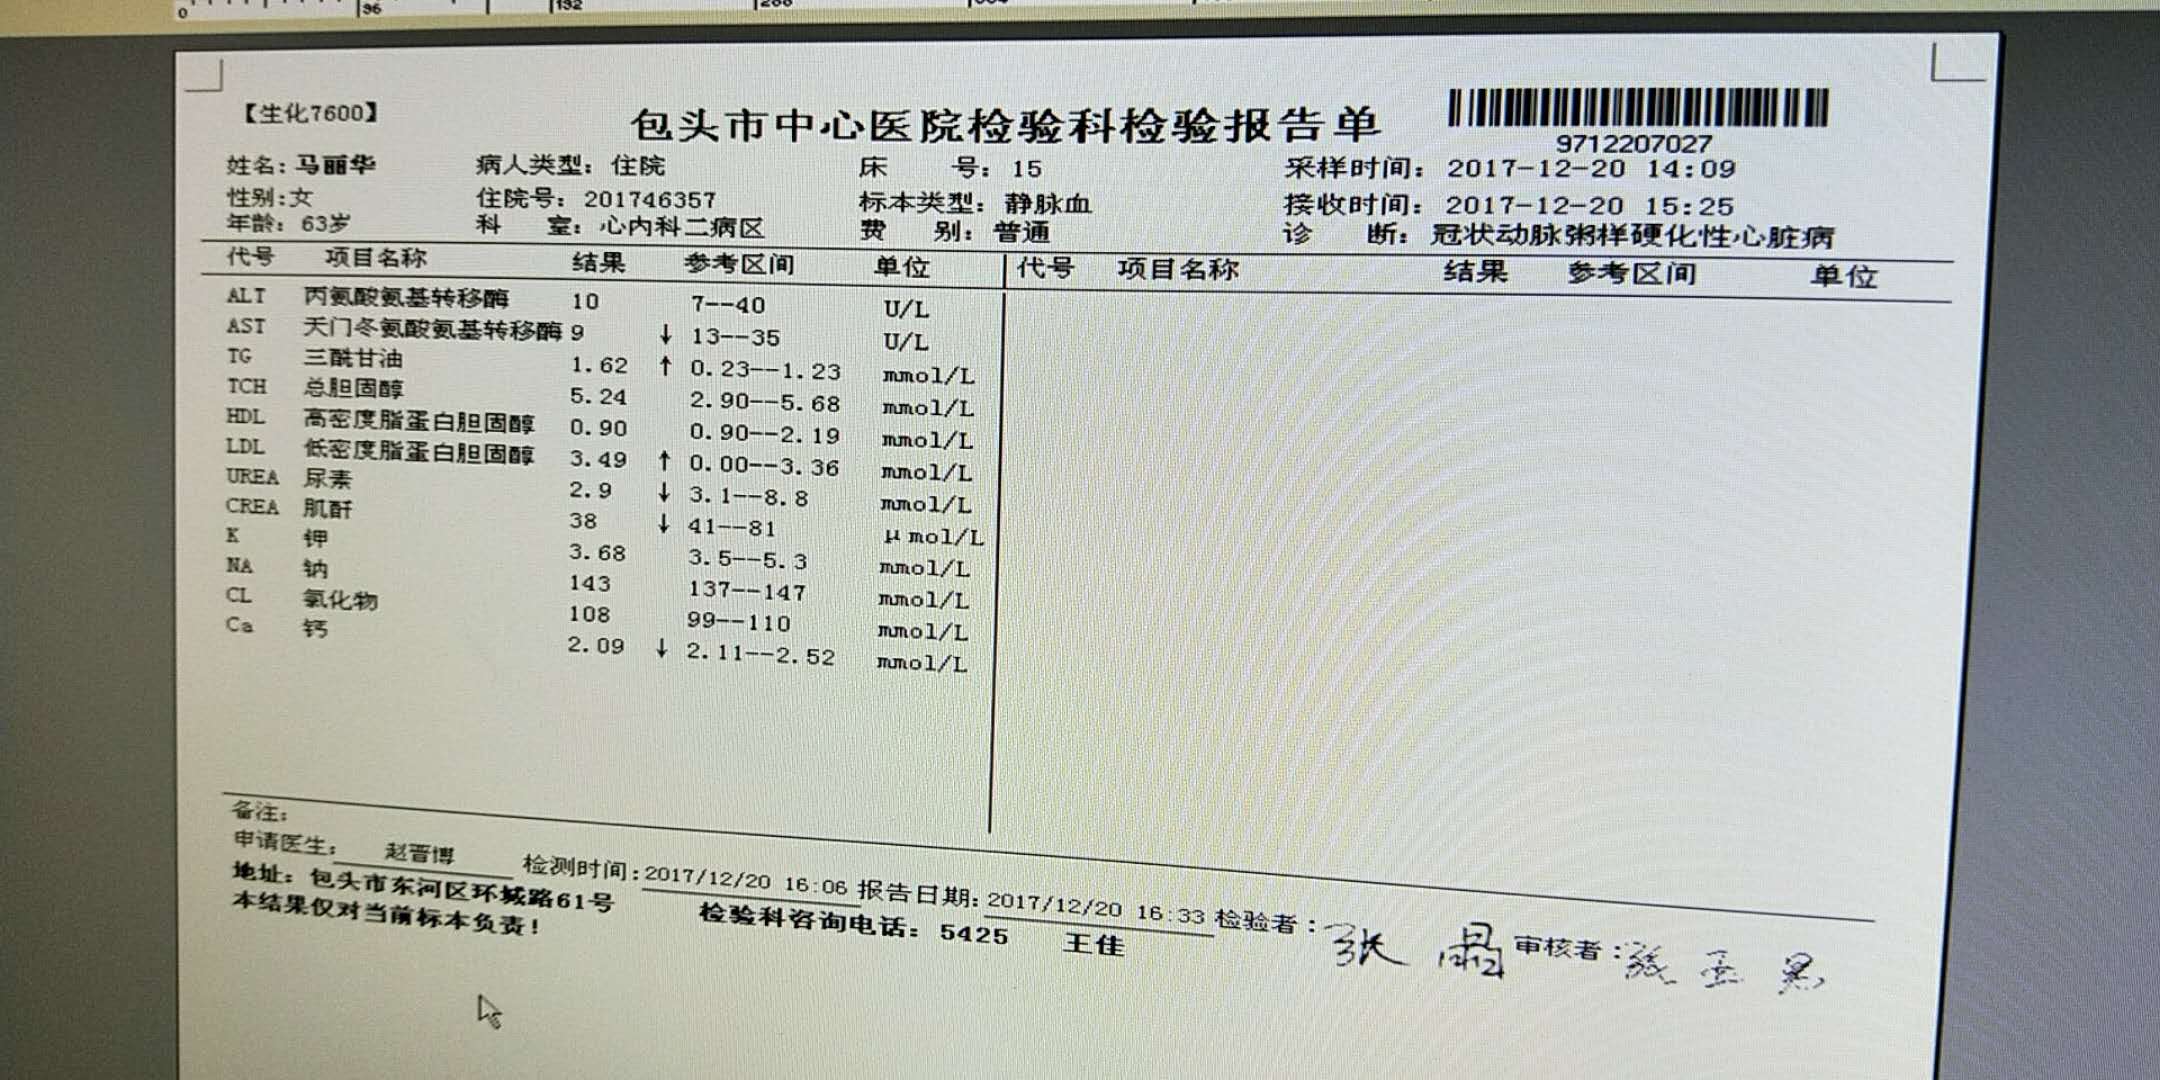 0 96 192 288
【生化7600】 包头市中心医院检验科检验报告单
9712207027
姓名: 马丽华 病人类型: 住院 床 号: 15 采样时间: 2017-12-20 14:09
性别:女 住院号: 201746357 标本类型: 静脉血 接收时间: 2017-12-20 15:25
年龄: 63岁 科 室: 心内科二病区 费 别: 普通 诊 断: 冠状动脉粥样硬化性心脏病
代号 项目名称 结果 参考区间 单位 代号 项目名称 结果 参考区间 单位
ALT 丙氨酸氨基转移酶 10 7--40 U/L
AST 天门冬氨酸氨基转移酶 9 ↓ 13--35 U/L
TG 三酰甘油 1.62 ↑ 0.23--1.23 mmol/L
TCH 总胆固醇 5.24 2.90--5.68 mmol/L
HDL 高密度脂蛋白胆固醇 0.90 0.90--2.19 mmol/L
LDL 低密度脂蛋白胆固醇 3.49 ↑ 0.00--3.36 mmol/L
UREA 尿素 2.9 ↓ 3.1--8.8 mmol/L
CREA 肌酐 38 ↓ 41--81 μmol/L
K 钾 3.68 3.5--5.3 mmol/L
NA 钠 143 137--147 mmol/L
CL 氯化物 108 99--110 mmol/L
Ca 钙 2.09 ↓ 2.11--2.52 mmol/L
备注:
申请医生: 赵晋博 检测时间:2017/12/20 16:06 报告日期:2017/12/20 16:33 检验者: 张晶 审核者: 张
地址: 包头市东河区环城路61号 检验科咨询电话: 5425 王佳
本结果仅对当前标本负责!